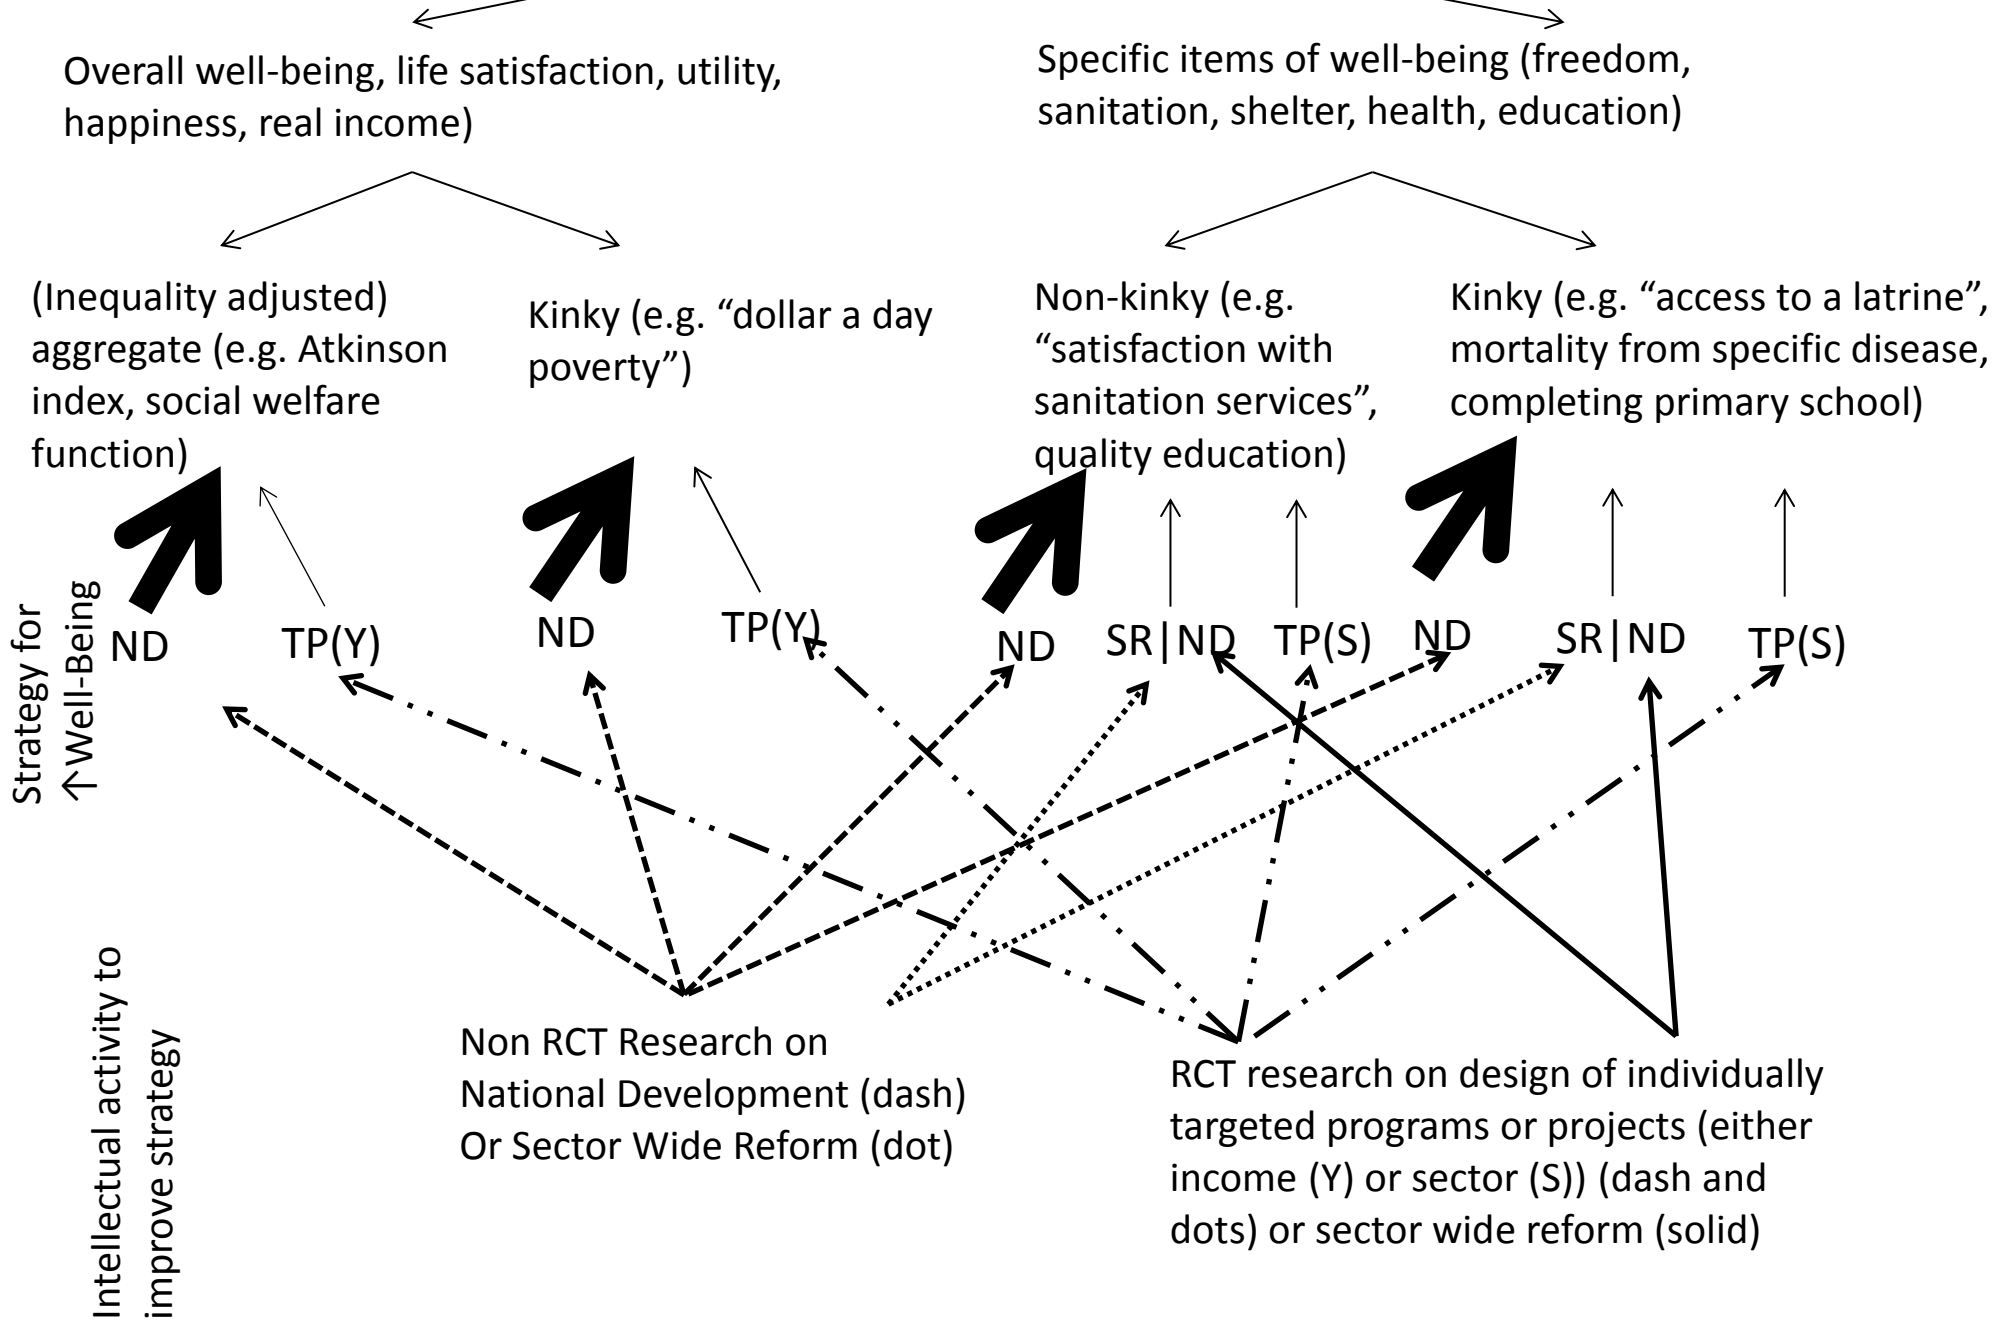 Overall well-being, life satisfaction, utility,
happiness, real income)
Specific items of well-being (freedom,
sanitation, shelter, health, education)
(Inequality adjusted)
aggregate (e.g. Atkinson
index, social welfare
function)
Kinky (e.g. “dollar a day
poverty”)
Non-kinky (e.g.
“satisfaction with
sanitation services”,
quality education)
Kinky (e.g. “access to a latrine”,
mortality from specific disease,
completing primary school)
Strategy for
↑Well-Being
ND
TP(Y)
ND
TP(Y)
ND
SR|ND
TP(S)
ND
SR|ND
TP(S)
Intellectual activity to
improve strategy
Non RCT Research on
National Development (dash)
Or Sector Wide Reform (dot)
RCT research on design of individually
targeted programs or projects (either
income (Y) or sector (S)) (dash and
dots) or sector wide reform (solid)